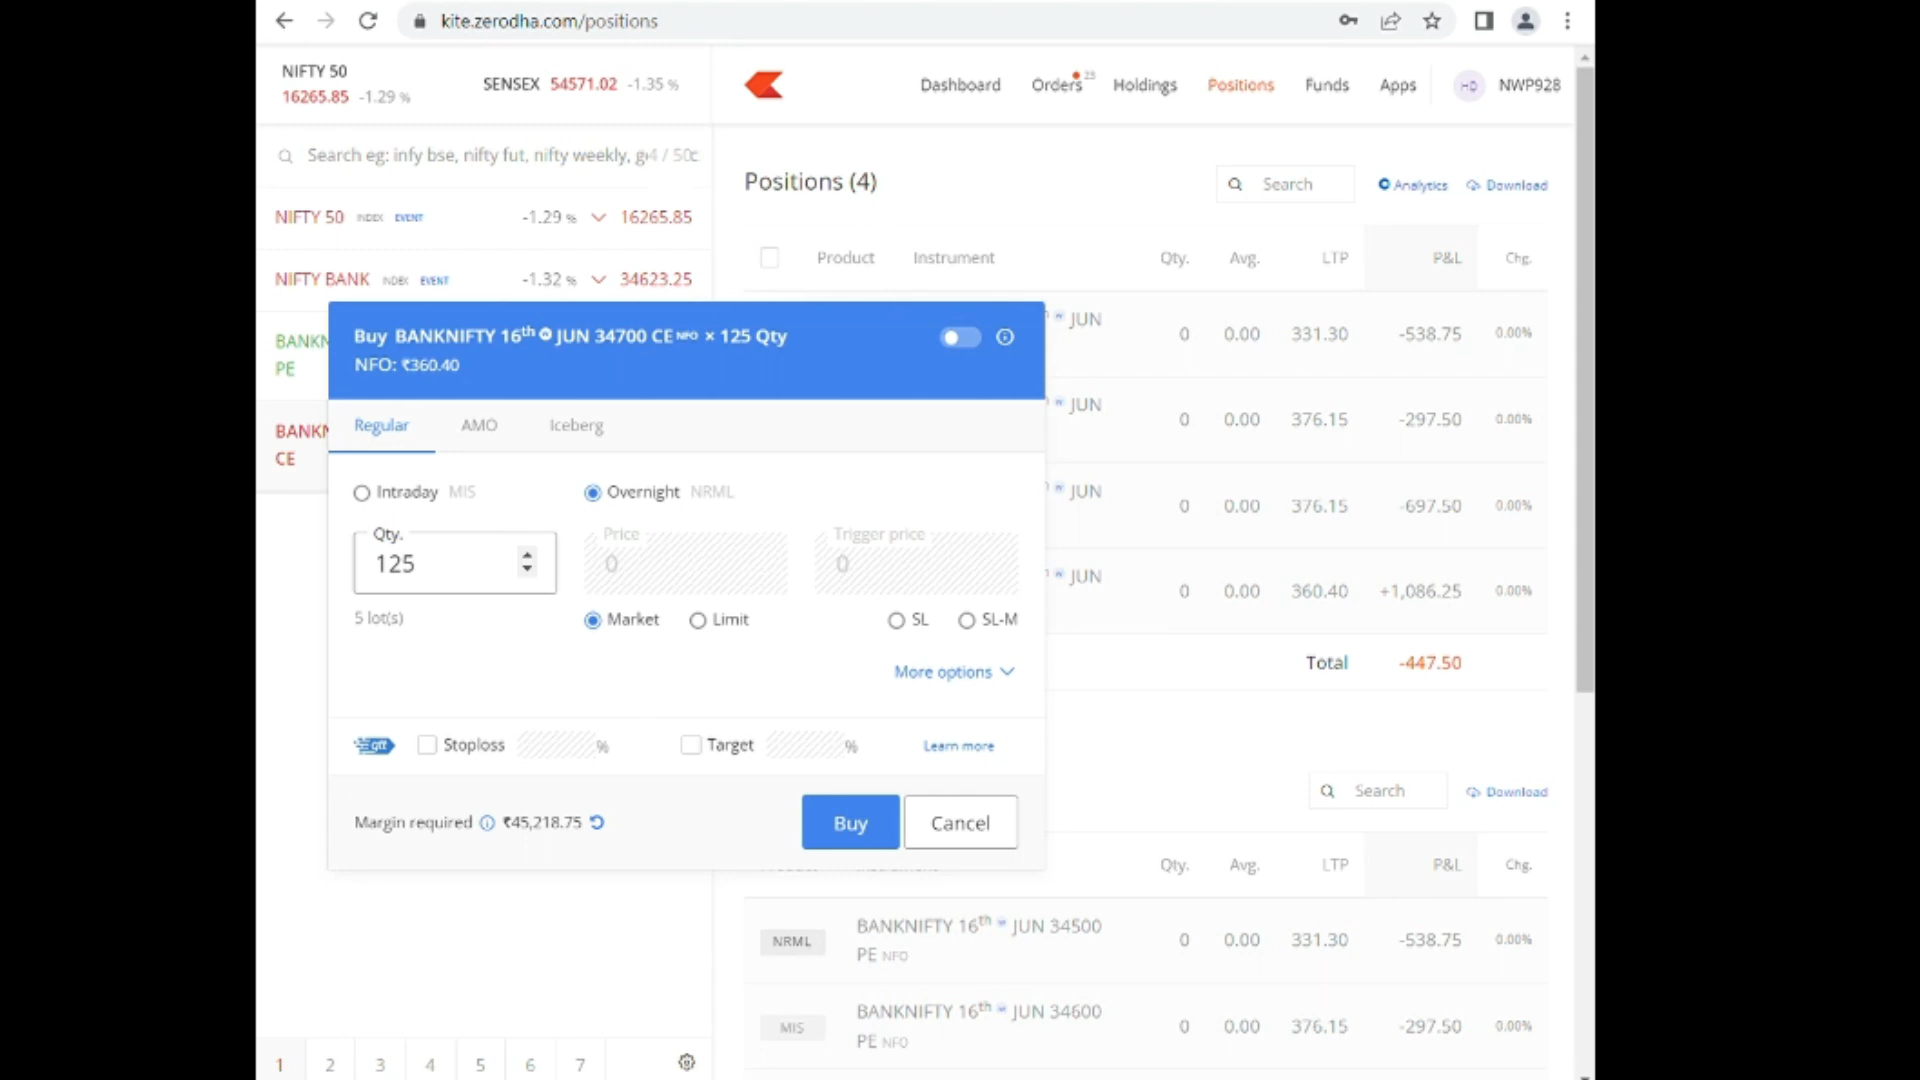 kite.zerodha.com/positions
NIFTY 50
16265.85 -1.29 %
SENSEX 54571.02 -1.35 %
Dashboard Orders 23 Holdings Positions Funds Apps HD NWP928
Search eg: infy bse, nifty fut, nifty weekly, 4 / 50
NIFTY 50 INDEX EVENT -1.29 % 16265.85
NIFTY BANK INDEX EVENT -1.32 % 34623.25
PE
CE
Positions (4)
Search Analytics Download
Product Instrument Qty. Avg. LTP P&L Chg.
W JUN 0 0.00 331.30 -538.75 0.00%
W JUN 0 0.00 376.15 -297.50 0.00%
W JUN 0 0.00 376.15 -697.50 0.00%
W JUN 0 0.00 360.40 +1,086.25 0.00%
Total -447.50
Buy BANKNIFTY 16th W JUN 34700 CE NFO × 125 Qty
NFO: ₹360.40
Regular AMO Iceberg
Intraday MIS Overnight NRML
Qty. Price Trigger price
125 0 0
5 lot(s) Market Limit SL SL-M
More options
gtt Stoploss % Target % Learn more
Margin required ₹45,218.75 Buy Cancel
Search Download
Qty. Avg. LTP P&L Chg.
NRML BANKNIFTY 16th W JUN 34500 PE NFO 0 0.00 331.30 -538.75 0.00%
MIS BANKNIFTY 16th W JUN 34600 PE NFO 0 0.00 376.15 -297.50 0.00%
1 2 3 4 5 6 7